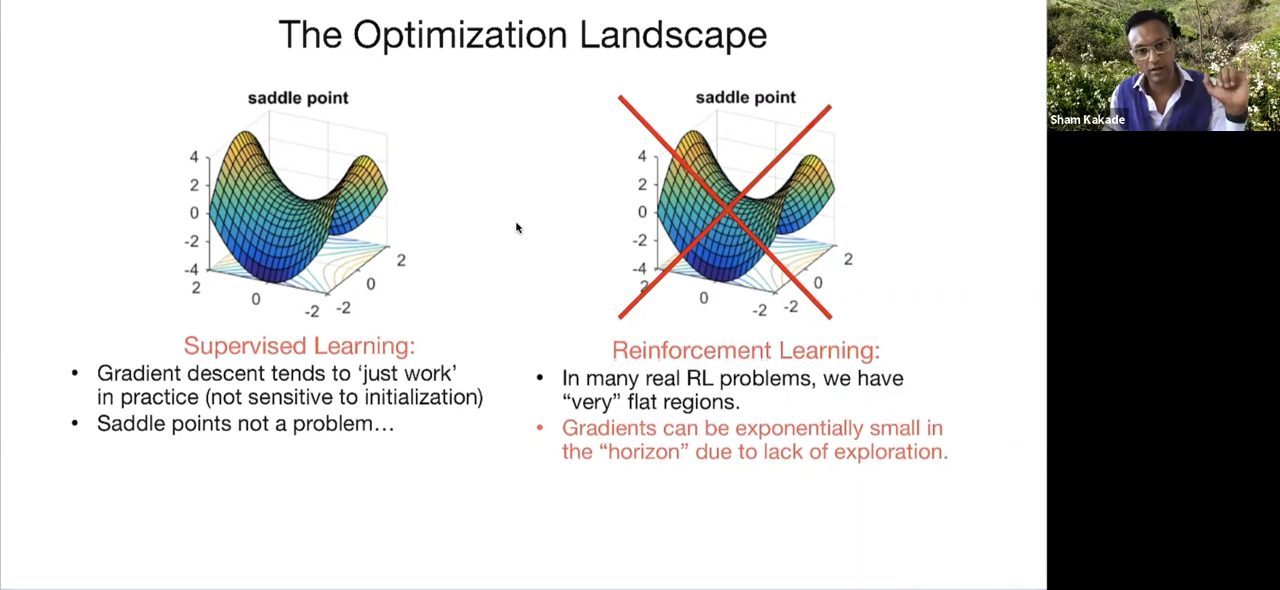 The Optimization Landscape
saddle point
4
2
0
-2
-4
2
0
-2
-2
0
2
Supervised Learning:
• Gradient descent tends to ‘just work’
in practice (not sensitive to initialization)
• Saddle points not a problem…
saddle point
4
2
0
-2
-4
2
0
-2
-2
0
2
Reinforcement Learning:
• In many real RL problems, we have
“very” flat regions.
• Gradients can be exponentially small in
the “horizon” due to lack of exploration.
Sham Kakade